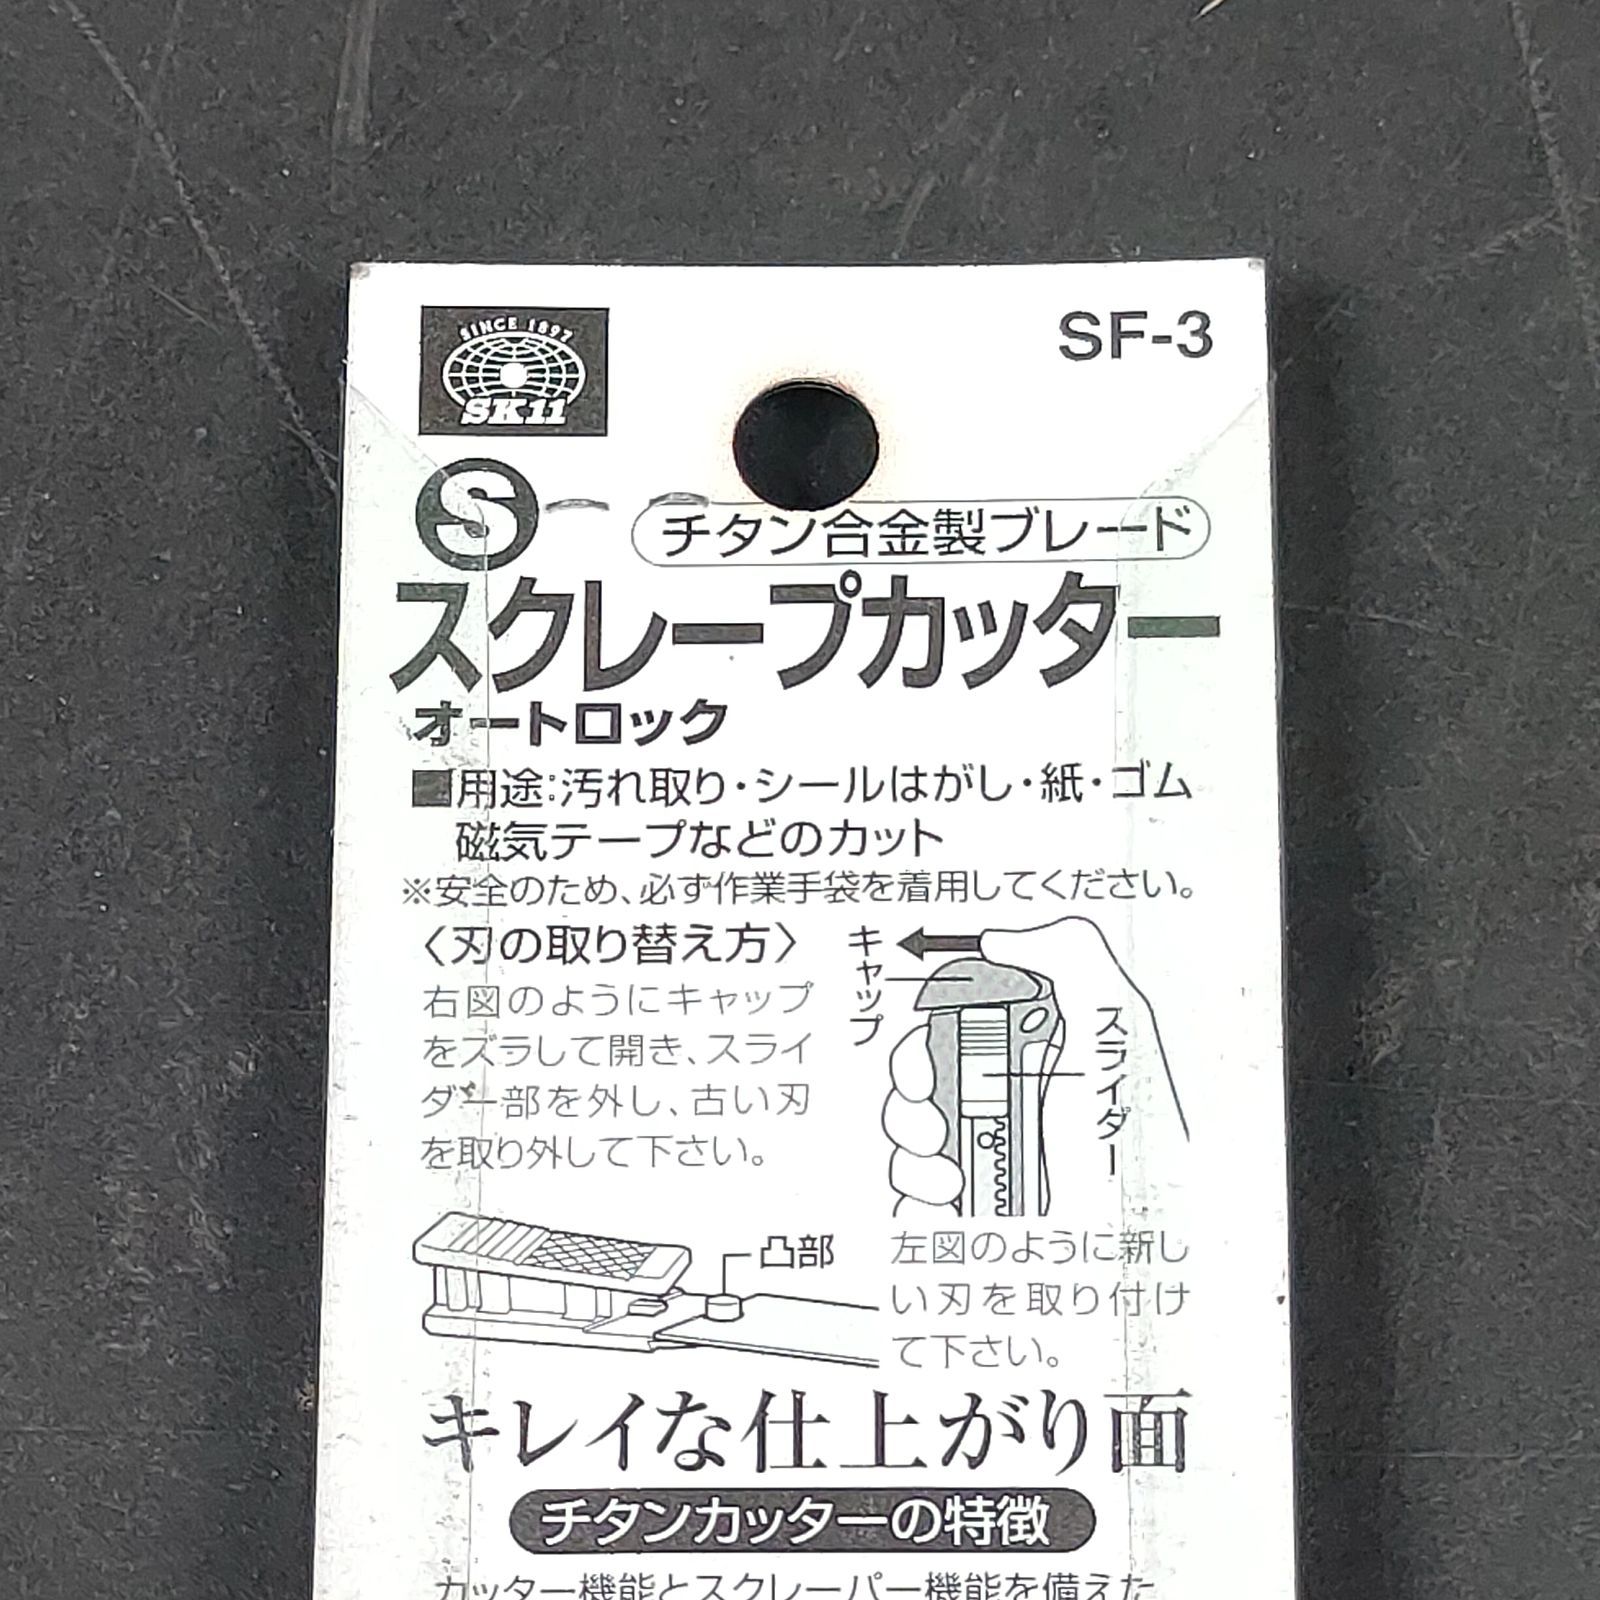 SINCE 1897
SK11
SF-3
S
チタン合金製ブレード
スクレープカッター
オートロック
■用途:汚れ取り・シールはがし・紙・ゴム
磁気テープなどのカット
※安全のため、必ず作業手袋を着用してください。
〈刃の取り替え方〉
右図のようにキャップ
をズラして開き、スライ
ダー部を外し、古い刃
を取り外して下さい。
キャップ
スライダー
凸部
左図のように新し
い刃を取り付け
て下さい。
キレイな仕上がり面
チタンカッターの特徴
カッター機能とスクレーパー機能を備えた